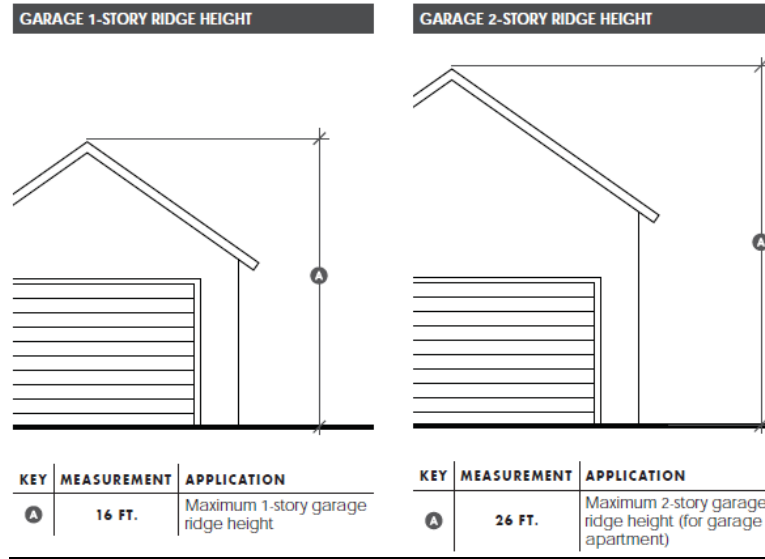 GARAGE 1-STORY RIDGE HEIGHT
A
KEY MEASUREMENT APPLICATION
A 16 FT. Maximum 1-story garage
ridge height
GARAGE 2-STORY RIDGE HEIGHT
A
KEY MEASUREMENT APPLICATION
A 26 FT. Maximum 2-story garage
ridge height (for garage
apartment)